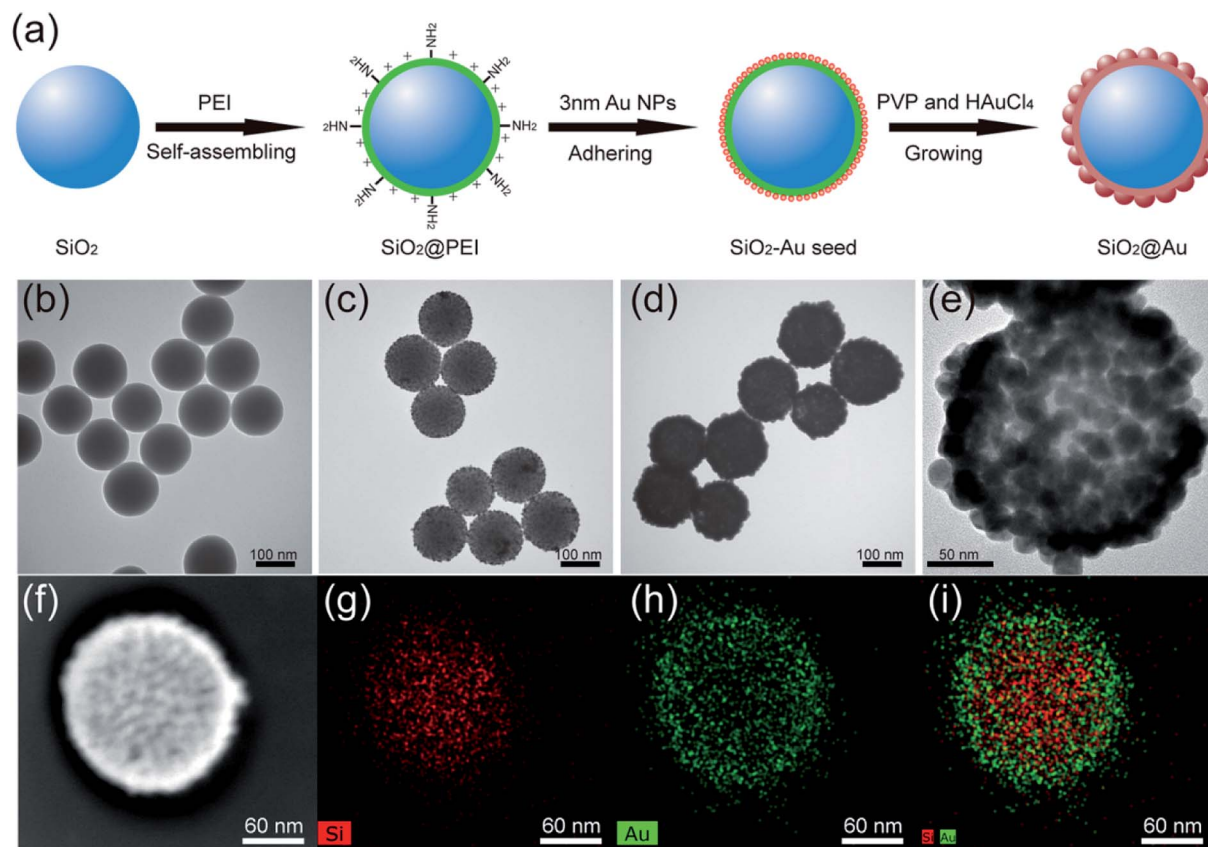 (a)
PEI
Self-assembling
NH2
NH2
NH2
NH2
NH2
2HN
2HN
2HN
+ + + + + + + + + + + + + + + +
3nm Au NPs
Adhering
PVP and HAuCl₄
Growing
SiO₂
SiO₂@PEI
SiO₂-Au seed
SiO₂@Au
(b)
100 nm
(c)
100 nm
(d)
100 nm
(e)
50 nm
(f)
60 nm
(g)
Si
60 nm
(h)
Au
60 nm
(i)
Si Au
60 nm